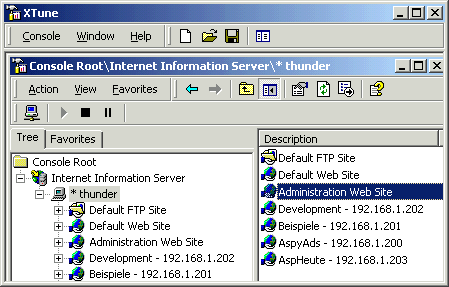 XTune
Console Window Help
Console Root\Internet Information Server\* thunder
Action View Favorites
Tree Favorites
Console Root
Internet Information Server
* thunder
Default FTP Site
Default Web Site
Administration Web Site
Development - 192.168.1.202
Beispiele - 192.168.1.201
Description
Default FTP Site
Default Web Site
Administration Web Site
Development - 192.168.1.202
Beispiele - 192.168.1.201
AspyAds - 192.168.1.200
AspHeute - 192.168.1.203